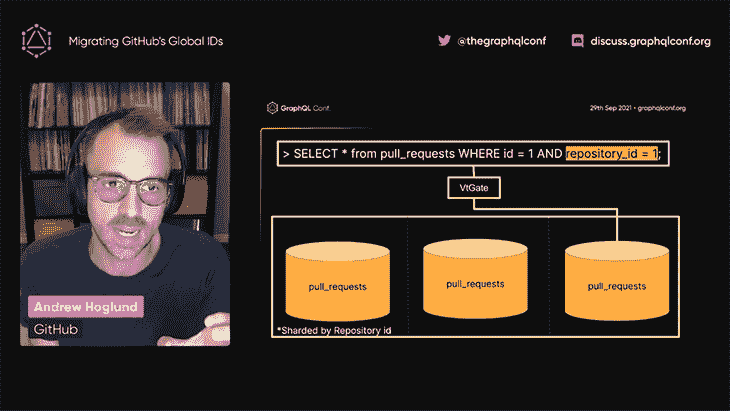 Migrating GitHub's Global IDs
@thegraphqlconf
discuss.graphqlconf.org
GraphQL Conf.
29th Sep 2021 • graphqlconf.org
> SELECT * from pull_requests WHERE id = 1 AND repository_id = 1;
VtGate
pull_requests
pull_requests
pull_requests
*Sharded by Repository id
Andrew Hoglund
GitHub